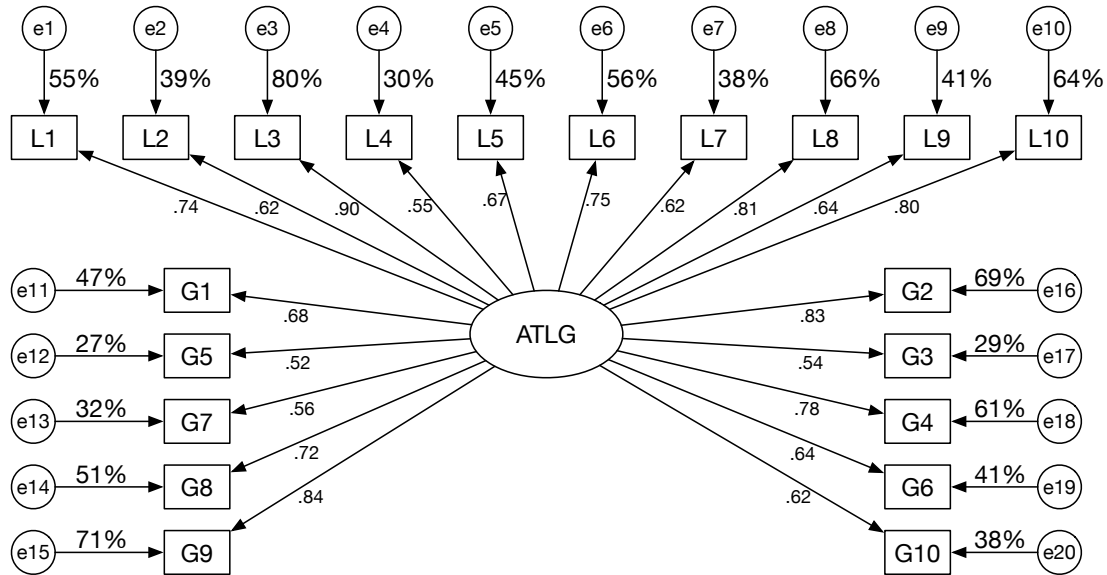 e1 e2 e3 e4 e5 e6 e7 e8 e9 e10
55% 39% 80% 30% 45% 56% 38% 66% 41% 64%
L1 L2 L3 L4 L5 L6 L7 L8 L9 L10
.74 .62 .90 .55 .67 .75 .62 .81 .64 .80
e11 47% G1 .68 .83 G2 69% e16
ATLG
e12 27% G5 .52 .54 G3 29% e17
e13 32% G7 .56 .78 G4 61% e18
e14 51% G8 .72 .64 G6 41% e19
e15 71% G9 .84 .62 G10 38% e20